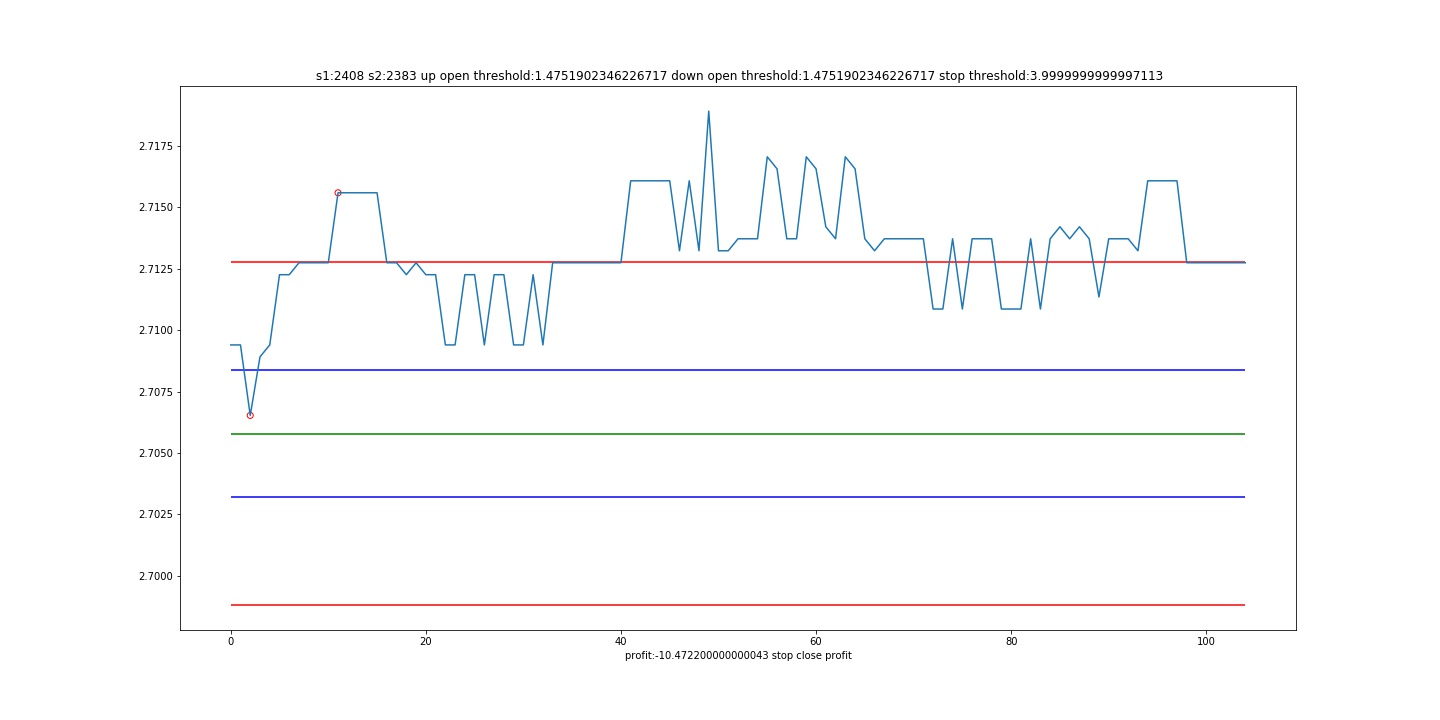 s1:2408 s2:2383 up open threshold:1.4751902346226717 down open threshold:1.4751902346226717 stop threshold:3.9999999999997113
2.7175
2.7150
2.7125
2.7100
2.7075
2.7050
2.7025
2.7000
0 20 40 60 80 100
profit:-10.472200000000043 stop close profit